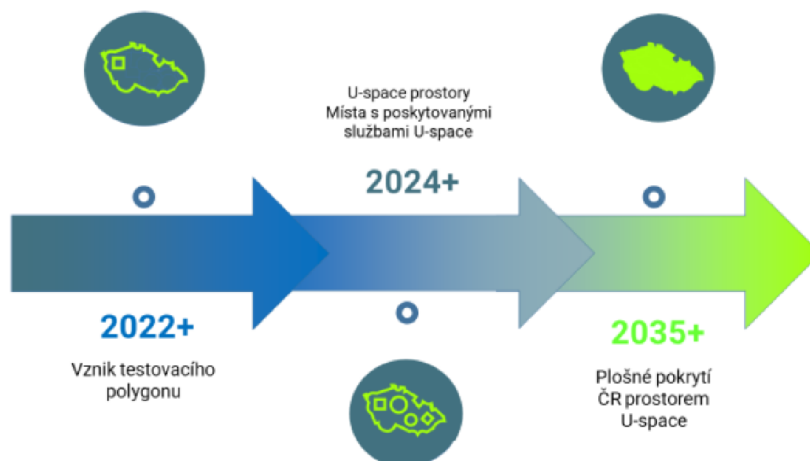 U-space prostory
Místa s poskytovanými
službami U-space
2024+
2022+
Vznik testovacího
polygonu
2035+
Plošné pokrytí
ČR prostorem
U-space